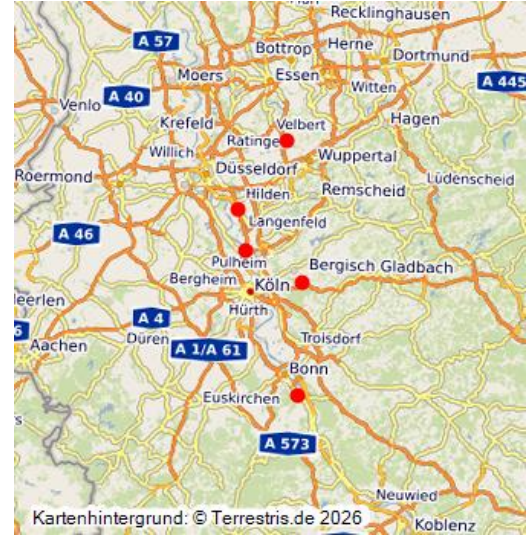 Recklinghausen
A 57
Bottrop
Herne
Dortmund
Moers
Essen
A 445
Venlo
A 40
Witten
Krefeld
Velbert
Hagen
Willich
Ratinge
Wuppertal
Roermond
Düsseldorf
Lüdenscheid
Hilden
Remscheid
A 46
Langenfeld
Pulheim
Bergisch Gladbach
Bergheim
Köln
Heerlen
Hürth
A 4
Aachen
Düren
Troisdorf
A 1/A 61
Bonn
Euskirchen
A 573
Neuwied
Kartenhintergrund: © Terrestris.de 2026
Koblenz